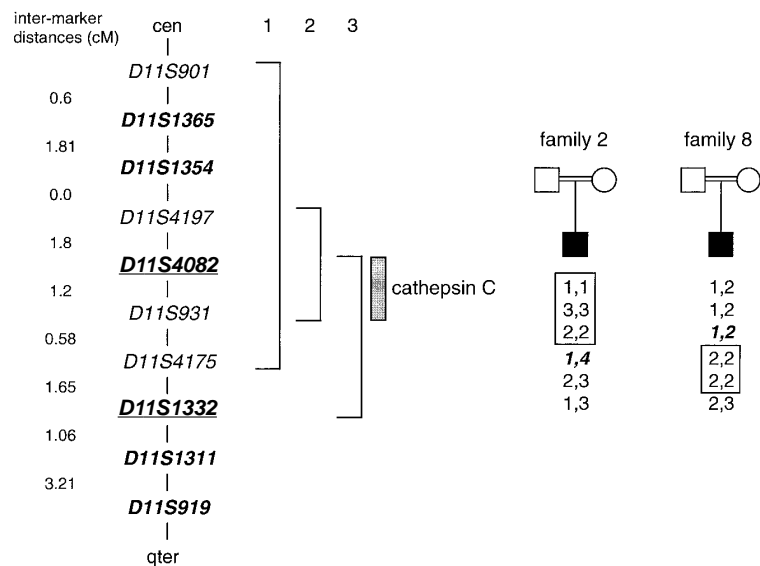 inter-marker
distances (cM)
cen
1 2 3
D11S901
0.6
D11S1365
1.81
D11S1354
0.0
D11S4197
1.8
D11S4082
1.2
D11S931
0.58
D11S4175
1.65
D11S1332
1.06
D11S1311
3.21
D11S919
qter
cathepsin C
family 2
1,1
3,3
2,2
1,4
2,3
1,3
family 8
1,2
1,2
1,2
2,2
2,2
2,3